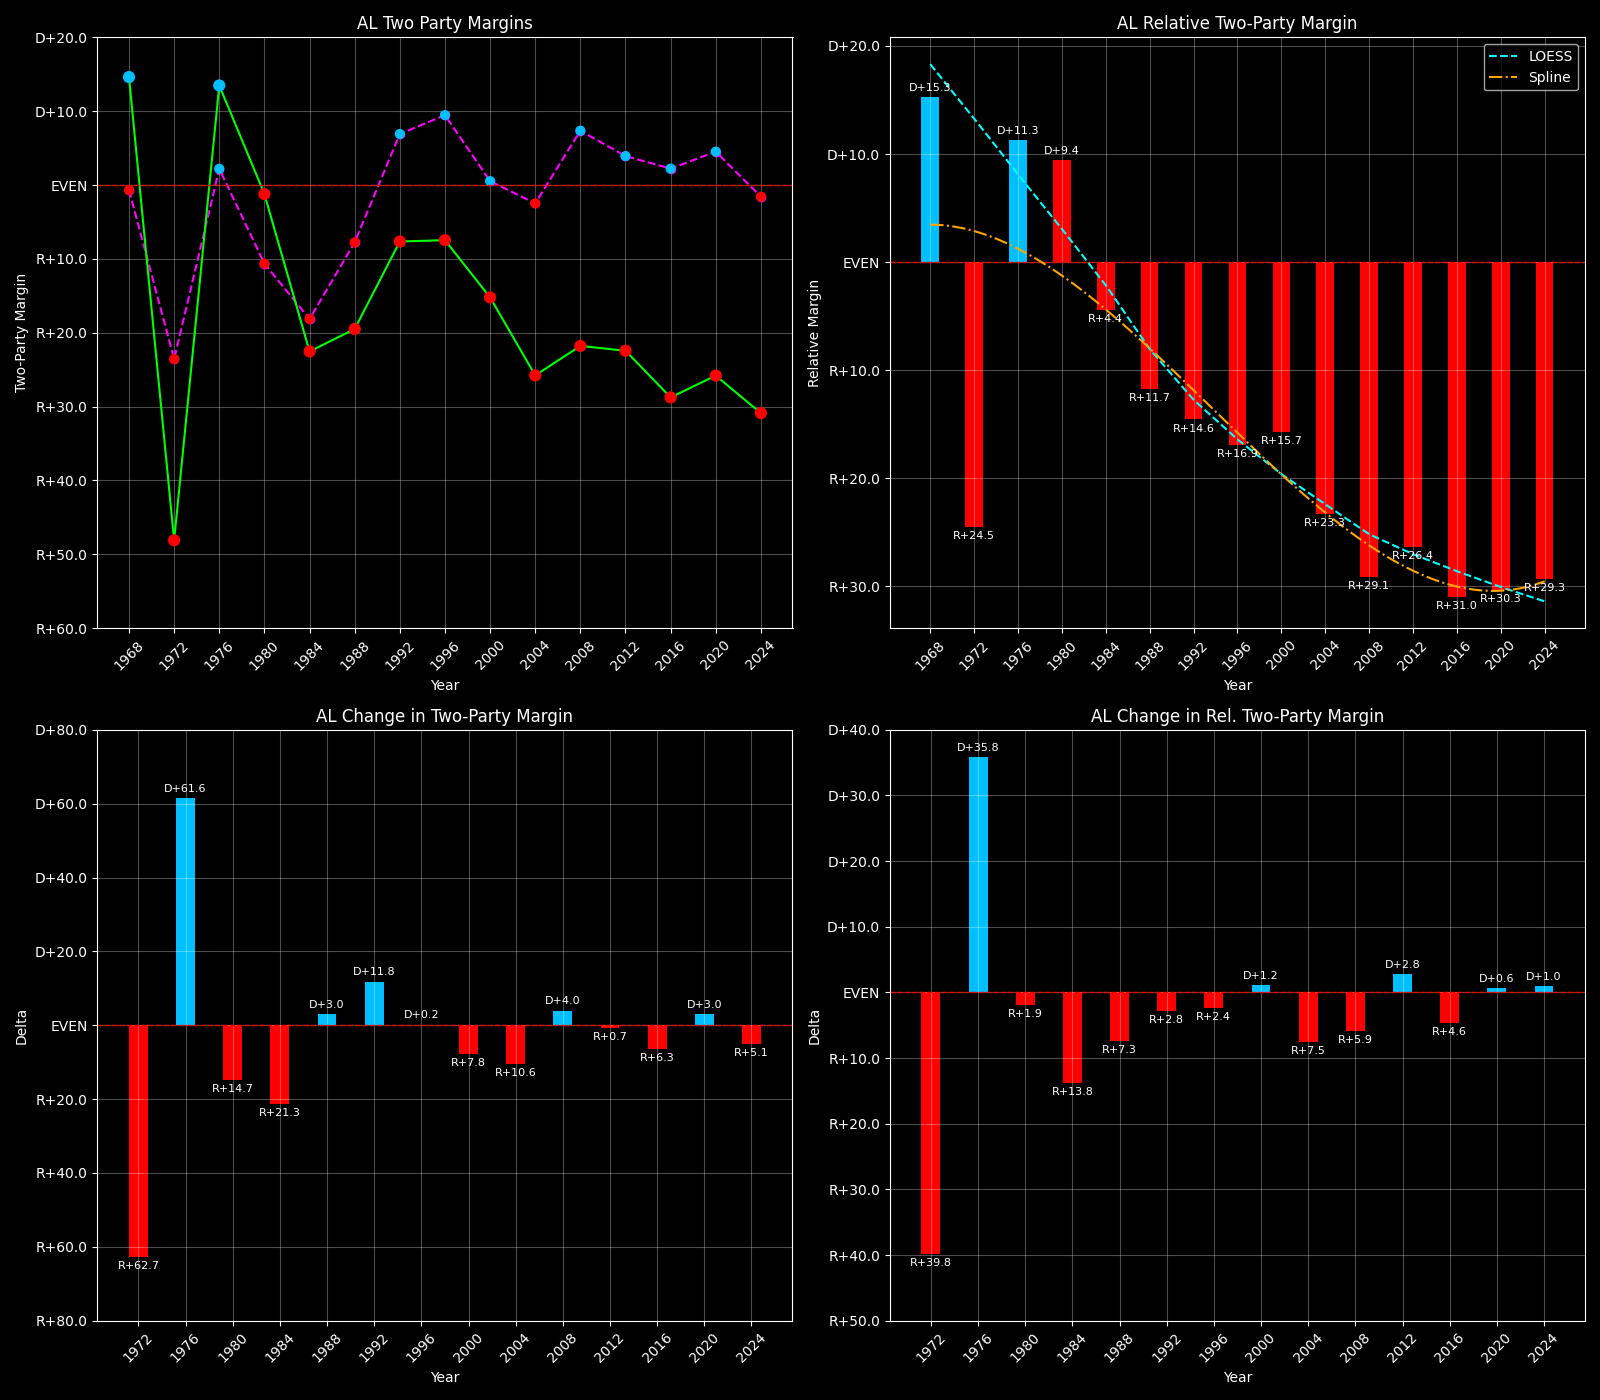 AL Two Party Margins
D+20.0
D+10.0
EVEN
R+10.0
R+20.0
R+30.0
R+40.0
R+50.0
R+60.0
Two-Party Margin
1968
1972
1976
1980
1984
1988
1992
1996
2000
2004
2008
2012
2016
2020
2024
Year
AL Relative Two-Party Margin
LOESS
Spline
D+20.0
D+10.0
EVEN
R+10.0
R+20.0
R+30.0
Relative Margin
D+15.3
R+24.5
D+11.3
D+9.4
R+4.4
R+11.7
R+14.6
R+16.9
R+15.7
R+23.3
R+29.1
R+26.4
R+31.0
R+30.3
R+29.3
1968
1972
1976
1980
1984
1988
1992
1996
2000
2004
2008
2012
2016
2020
2024
Year
AL Change in Two-Party Margin
D+80.0
D+60.0
D+40.0
D+20.0
EVEN
R+20.0
R+40.0
R+60.0
R+80.0
Delta
R+62.7
D+61.6
R+14.7
R+21.3
D+3.0
D+11.8
D+0.2
R+7.8
R+10.6
D+4.0
R+0.7
R+6.3
D+3.0
R+5.1
1972
1976
1980
1984
1988
1992
1996
2000
2004
2008
2012
2016
2020
2024
Year
AL Change in Rel. Two-Party Margin
D+40.0
D+30.0
D+20.0
D+10.0
EVEN
R+10.0
R+20.0
R+30.0
R+40.0
R+50.0
Delta
R+39.8
D+35.8
R+1.9
R+13.8
R+7.3
R+2.8
R+2.4
D+1.2
R+7.5
R+5.9
D+2.8
R+4.6
D+0.6
D+1.0
1972
1976
1980
1984
1988
1992
1996
2000
2004
2008
2012
2016
2020
2024
Year